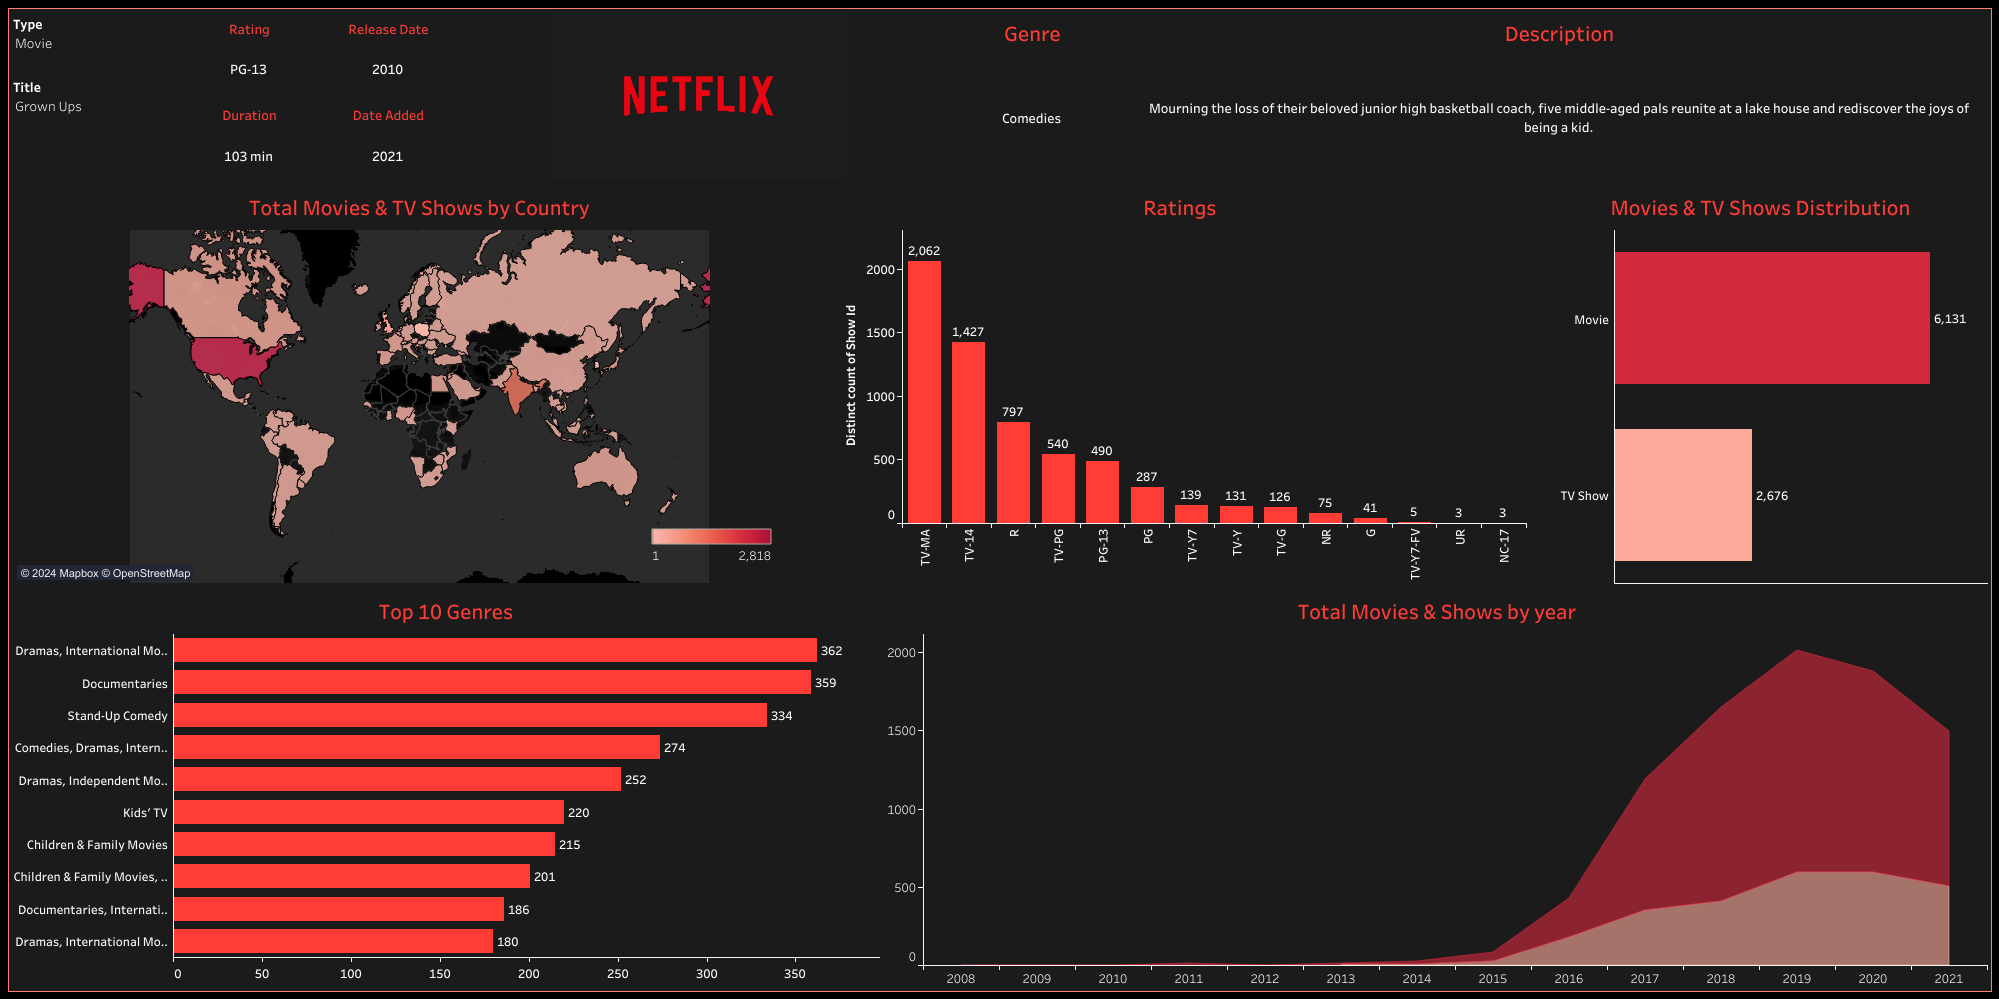 Type
Movie
Title
Grown Ups
Rating
PG-13
Release Date
2010
Duration
103 min
Date Added
2021
NETFLIX
Genre
Comedies
Description
Mourning the loss of their beloved junior high basketball coach, five middle-aged pals reunite at a lake house and rediscover the joys of
being a kid.
Total Movies & TV Shows by Country
1
2,818
© 2024 Mapbox © OpenStreetMap
Ratings
Distinct count of Show Id
2000
1500
1000
500
0
2,062
1,427
797
540
490
287
139
131
126
75
41
5
3
3
TV-MA
TV-14
R
TV-PG
PG-13
PG
TV-Y7
TV-Y
TV-G
NR
G
TV-Y7-FV
UR
NC-17
Movies & TV Shows Distribution
Movie
6,131
TV Show
2,676
Top 10 Genres
Dramas, International Mo..
362
Documentaries
359
Stand-Up Comedy
334
Comedies, Dramas, Intern..
274
Dramas, Independent Mo..
252
Kids' TV
220
Children & Family Movies
215
Children & Family Movies, ..
201
Documentaries, Internati..
186
Dramas, International Mo..
180
0
50
100
150
200
250
300
350
Total Movies & Shows by year
2000
1500
1000
500
0
2008
2009
2010
2011
2012
2013
2014
2015
2016
2017
2018
2019
2020
2021